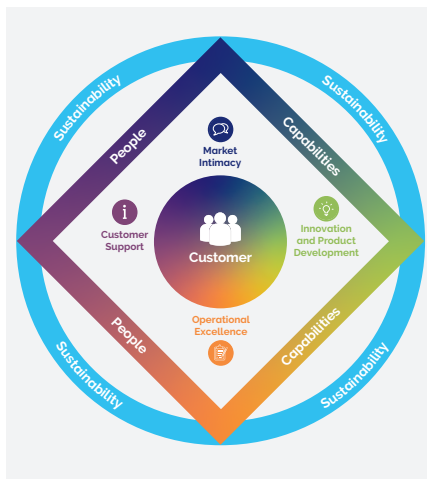 Sustainability
Sustainability
People
Capabilities
Market
Intimacy
Customer
Support
Innovation
and Product
Development
Customer
Operational
Excellence
People
Capabilities
Sustainability
Sustainability